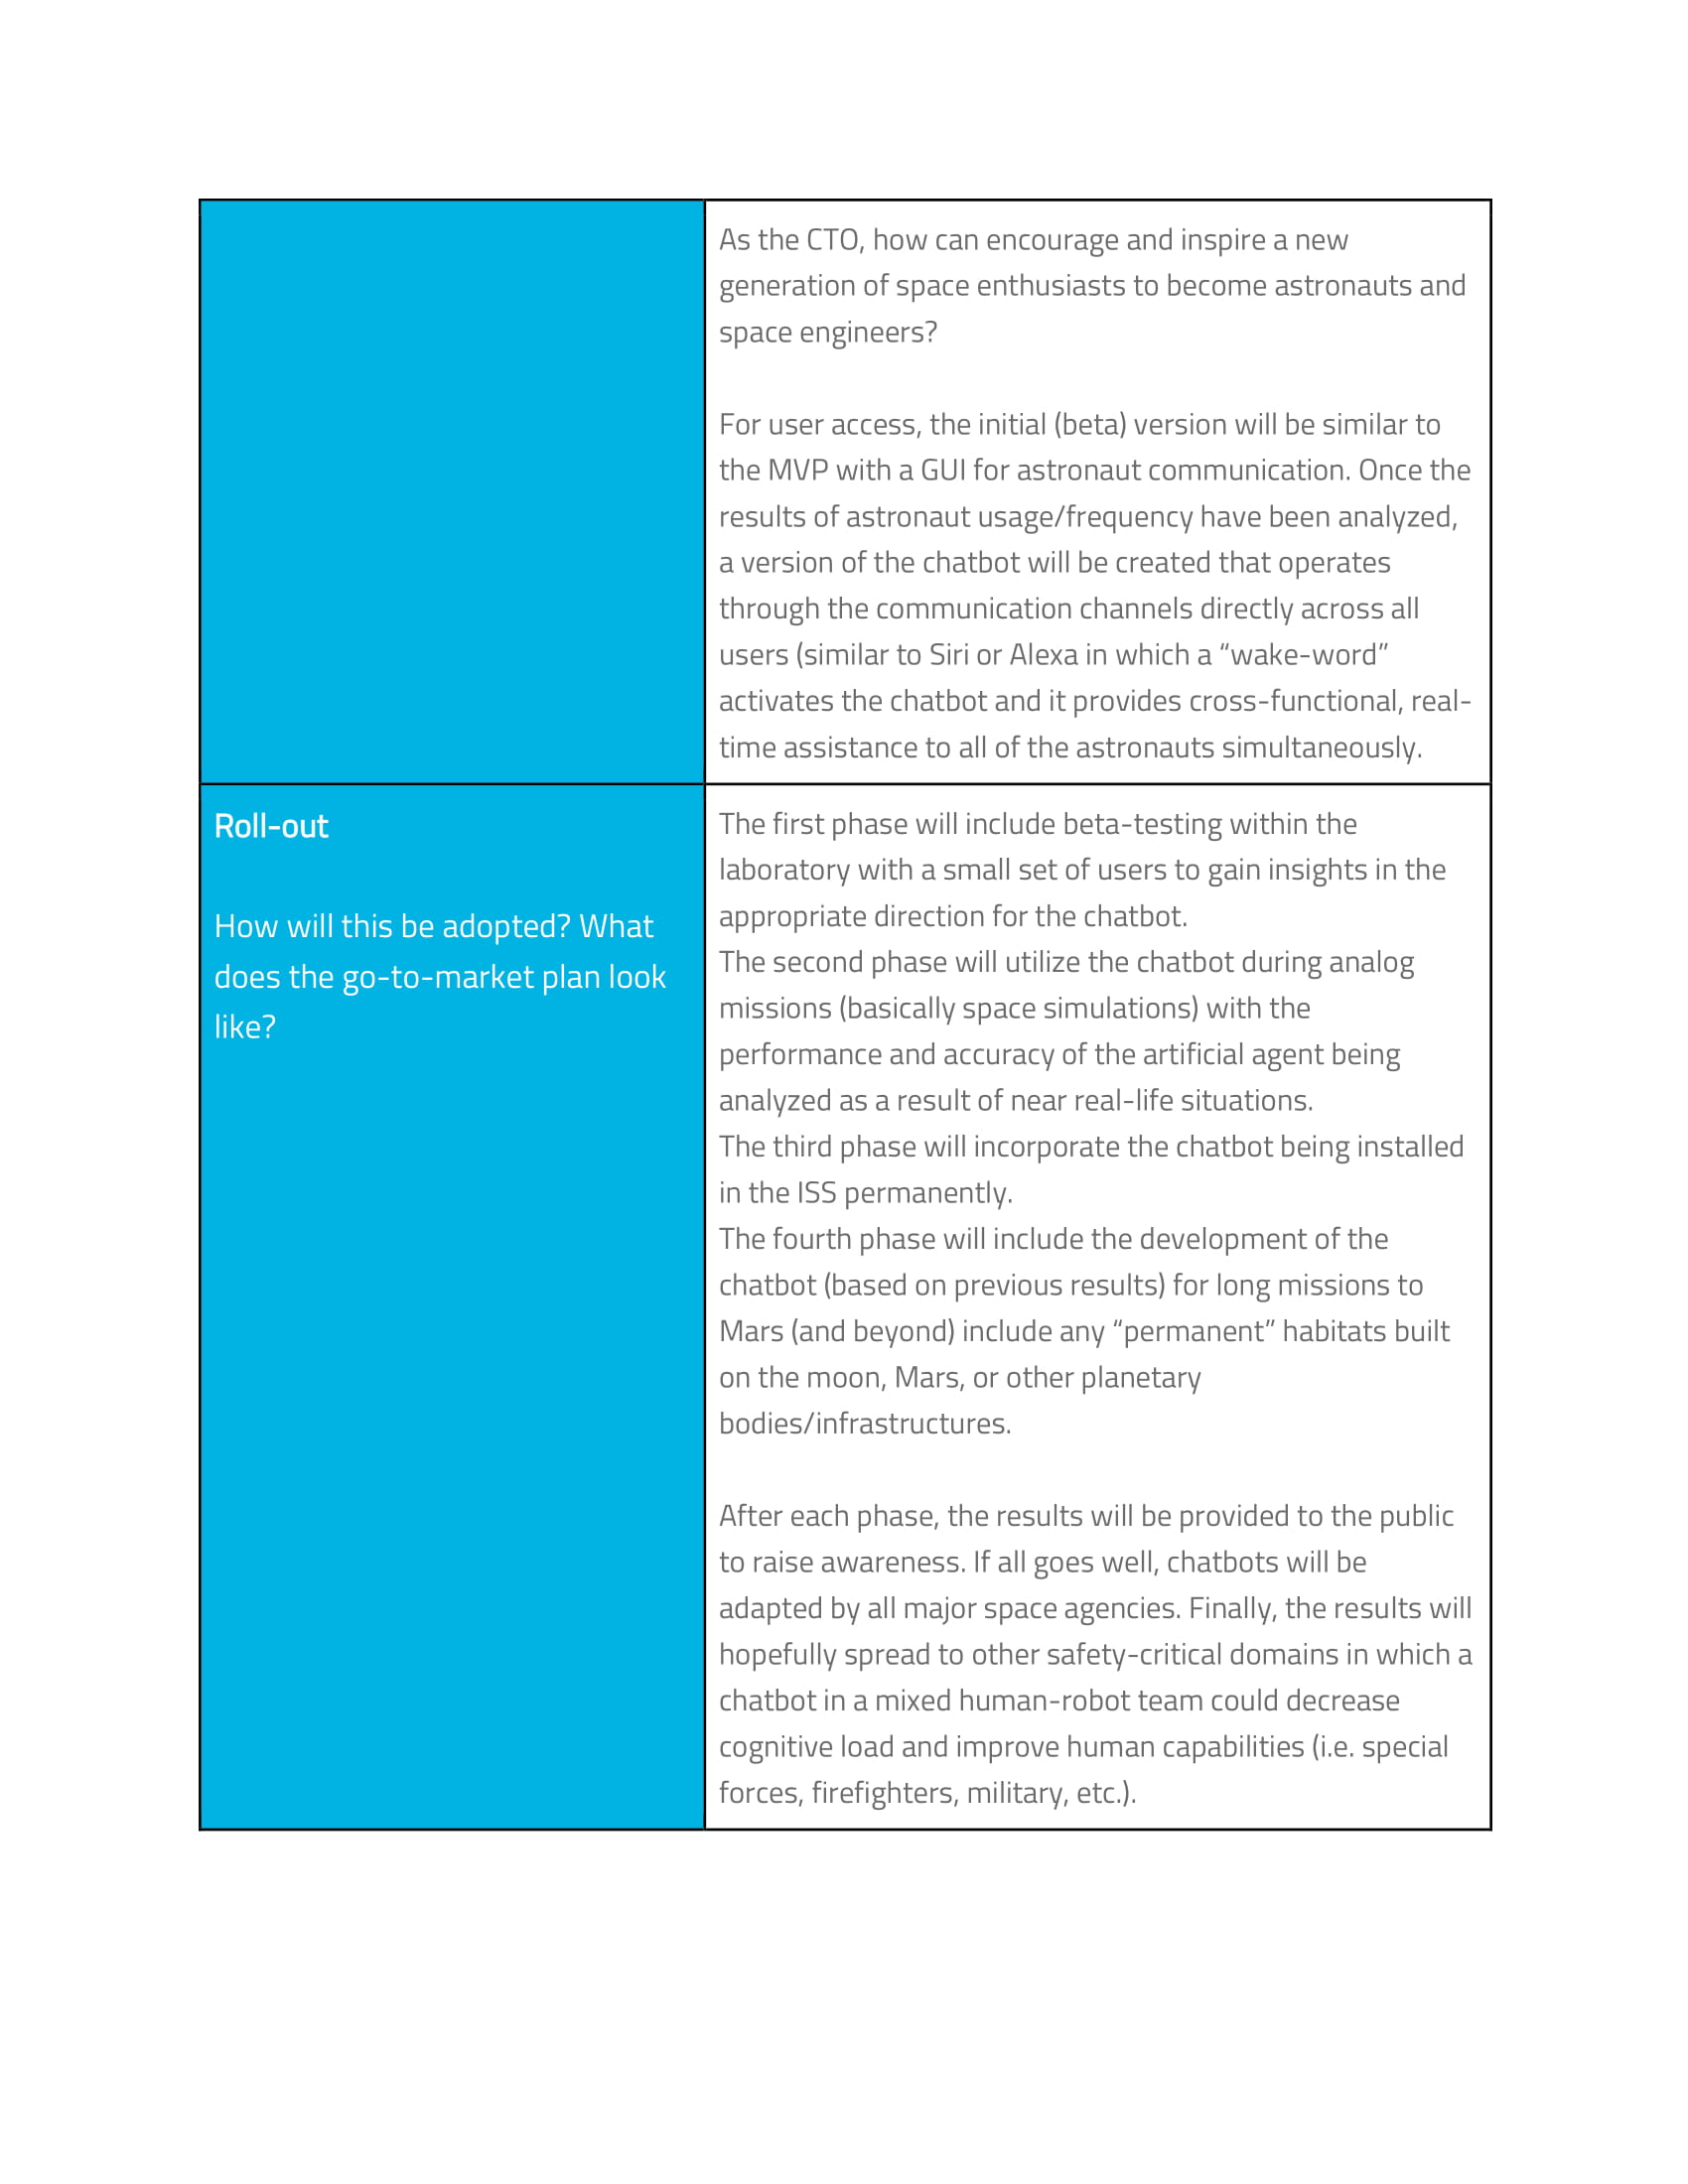 As the CTO, how can encourage and inspire a new
generation of space enthusiasts to become astronauts and
space engineers?
For user access, the initial (beta) version will be similar to
the MVP with a GUI for astronaut communication. Once the
results of astronaut usage/frequency have been analyzed,
a version of the chatbot will be created that operates
through the communication channels directly across all
users (similar to Siri or Alexa in which a “wake-word”
activates the chatbot and it provides cross-functional, real-
time assistance to all of the astronauts simultaneously.
Roll-out
How will this be adopted? What
does the go-to-market plan look
like?
The first phase will include beta-testing within the
laboratory with a small set of users to gain insights in the
appropriate direction for the chatbot.
The second phase will utilize the chatbot during analog
missions (basically space simulations) with the
performance and accuracy of the artificial agent being
analyzed as a result of near real-life situations.
The third phase will incorporate the chatbot being installed
in the ISS permanently.
The fourth phase will include the development of the
chatbot (based on previous results) for long missions to
Mars (and beyond) include any “permanent” habitats built
on the moon, Mars, or other planetary
bodies/infrastructures.
After each phase, the results will be provided to the public
to raise awareness. If all goes well, chatbots will be
adapted by all major space agencies. Finally, the results will
hopefully spread to other safety-critical domains in which a
chatbot in a mixed human-robot team could decrease
cognitive load and improve human capabilities (i.e. special
forces, firefighters, military, etc.).